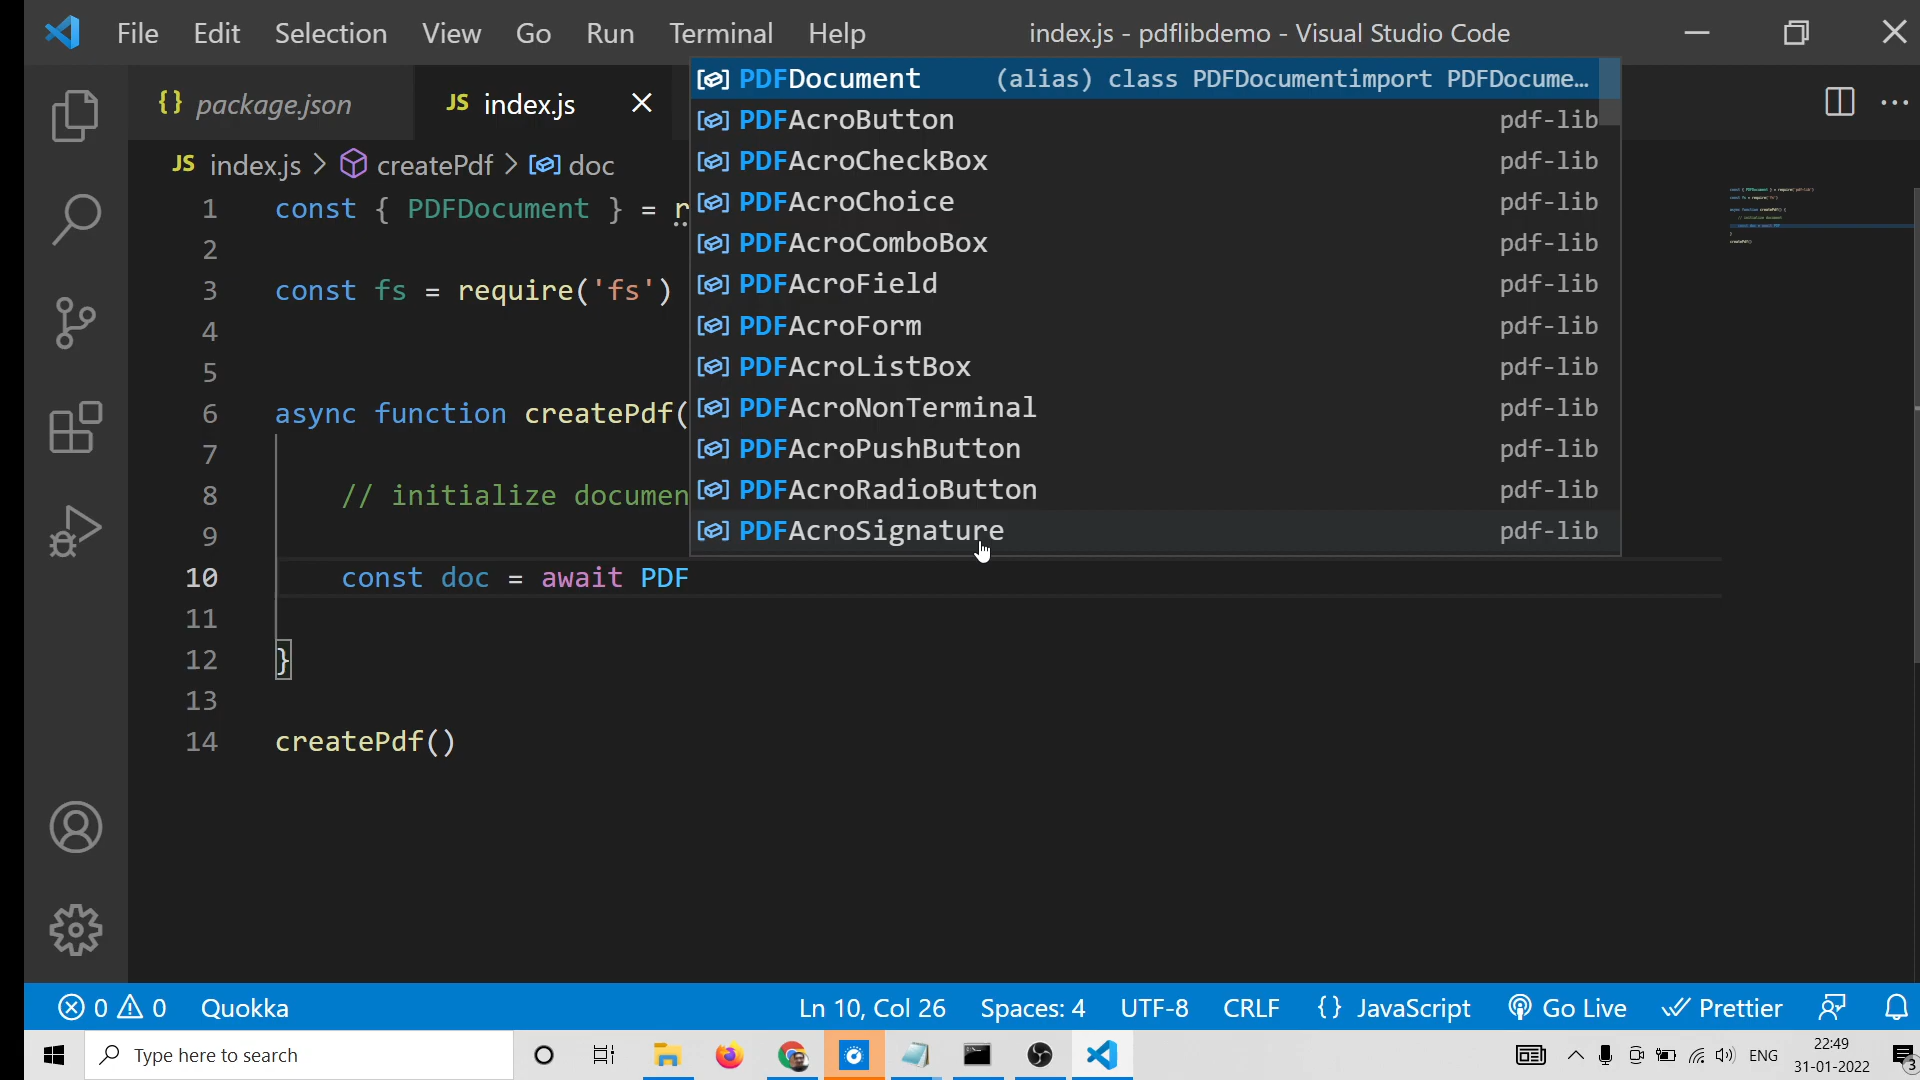 File Edit Selection View Go Run Terminal Help
index.js - pdflibdemo - Visual Studio Code
{} package.json
JS index.js
JS index.js > createPdf > doc
PDFDocument (alias) class PDFDocumentimport PDFDocume…
PDFAcroButton pdf-lib
PDFAcroCheckBox pdf-lib
PDFAcroChoice pdf-lib
PDFAcroComboBox pdf-lib
PDFAcroField pdf-lib
PDFAcroForm pdf-lib
PDFAcroListBox pdf-lib
PDFAcroNonTerminal pdf-lib
PDFAcroPushButton pdf-lib
PDFAcroRadioButton pdf-lib
PDFAcroSignature pdf-lib
1 const { PDFDocument } = r
2
3 const fs = require('fs')
4
5
6 async function createPdf(
7
8 // initialize documen
9
10 const doc = await PDF
11
12 }
13
14 createPdf()
0 0 Quokka
Ln 10, Col 26 Spaces: 4 UTF-8 CRLF {} JavaScript Go Live Prettier
Type here to search
ENG
22:49
31-01-2022
3